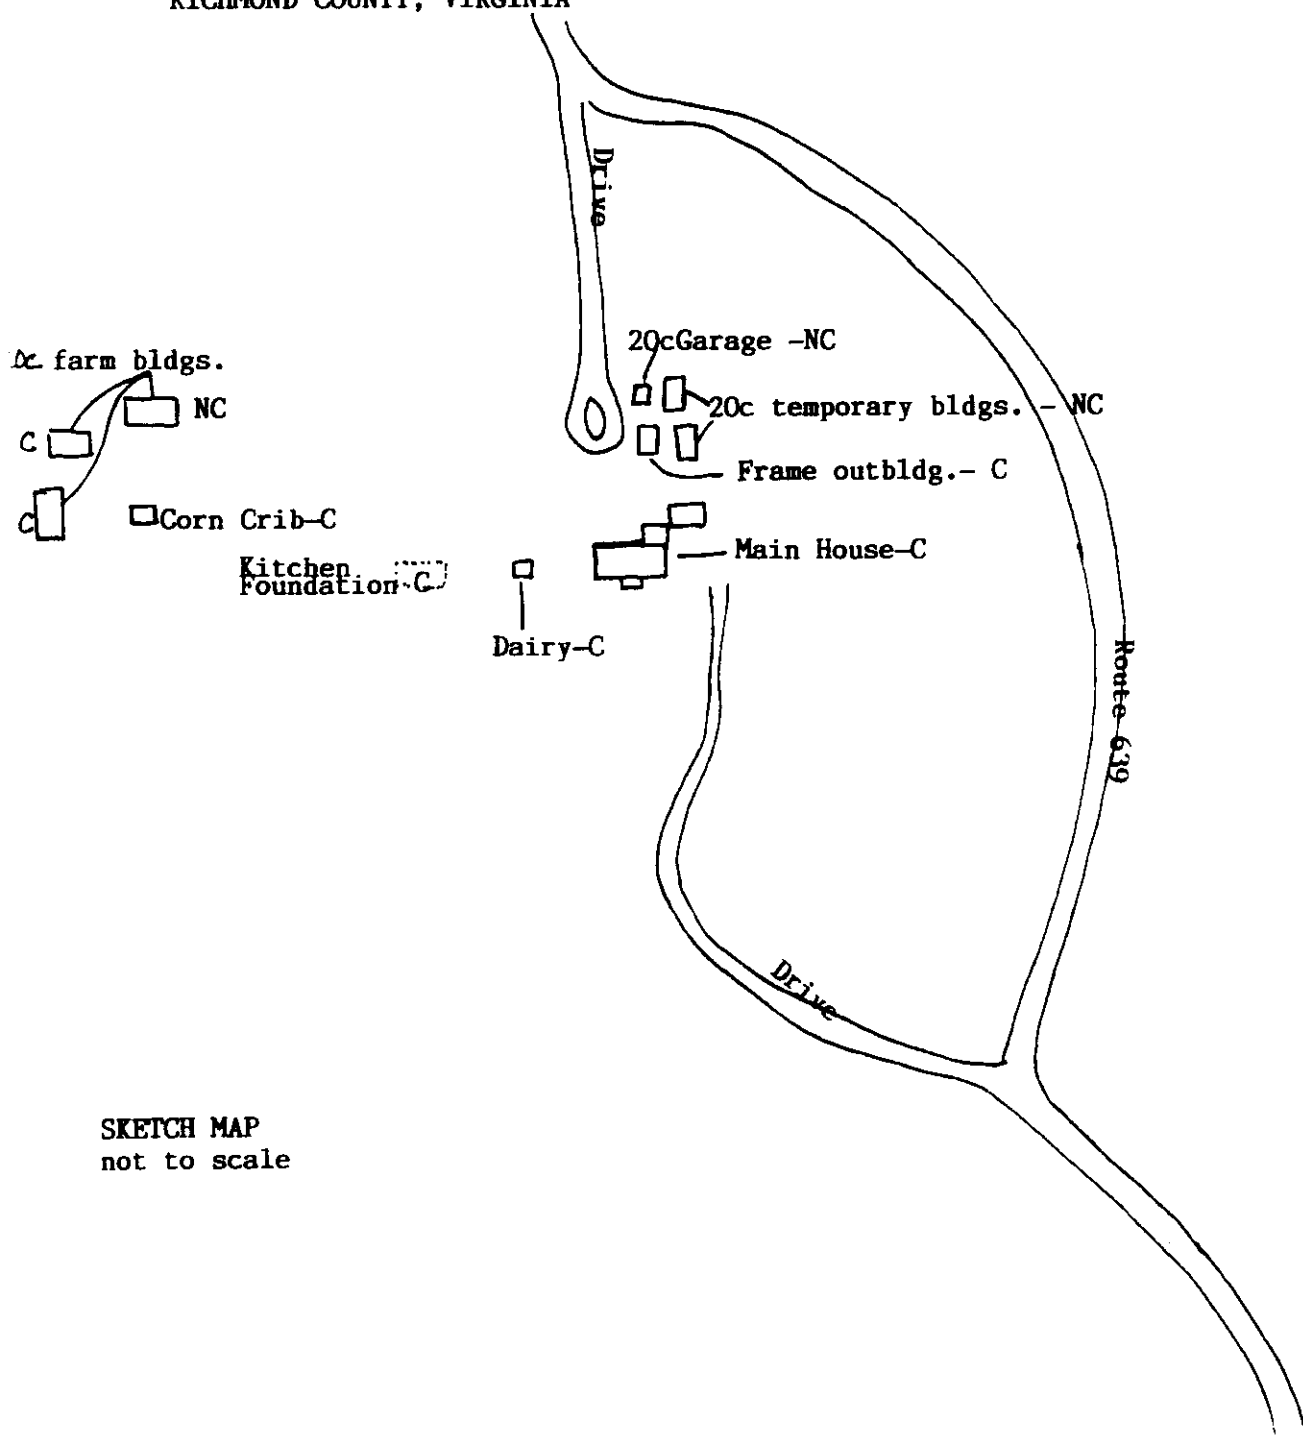 RICHMOND COUNTY, VIRGINIA
Drive
20cGarage -NC
farm bldgs.
NC
20c temporary bldgs. - NC
C
Frame outbldg.- C
C
Corn Crib-C
Main House-C
Kitchen
Foundation-C
Dairy-C
Route 639
Drive
SKETCH MAP
not to scale